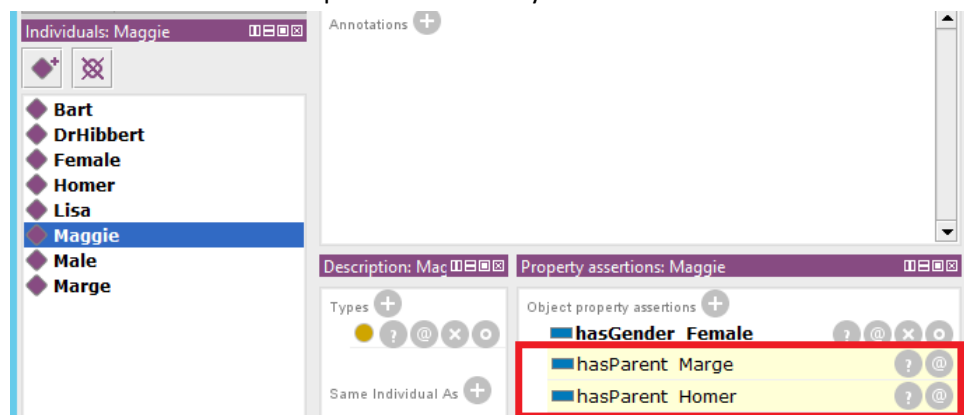 Individuals: Maggie
Bart
DrHibbert
Female
Homer
Lisa
Maggie
Male
Marge
Annotations
Description: Mag
Types
Same Individual As
Property assertions: Maggie
Object property assertions
hasGender Female
hasParent Marge
hasParent Homer